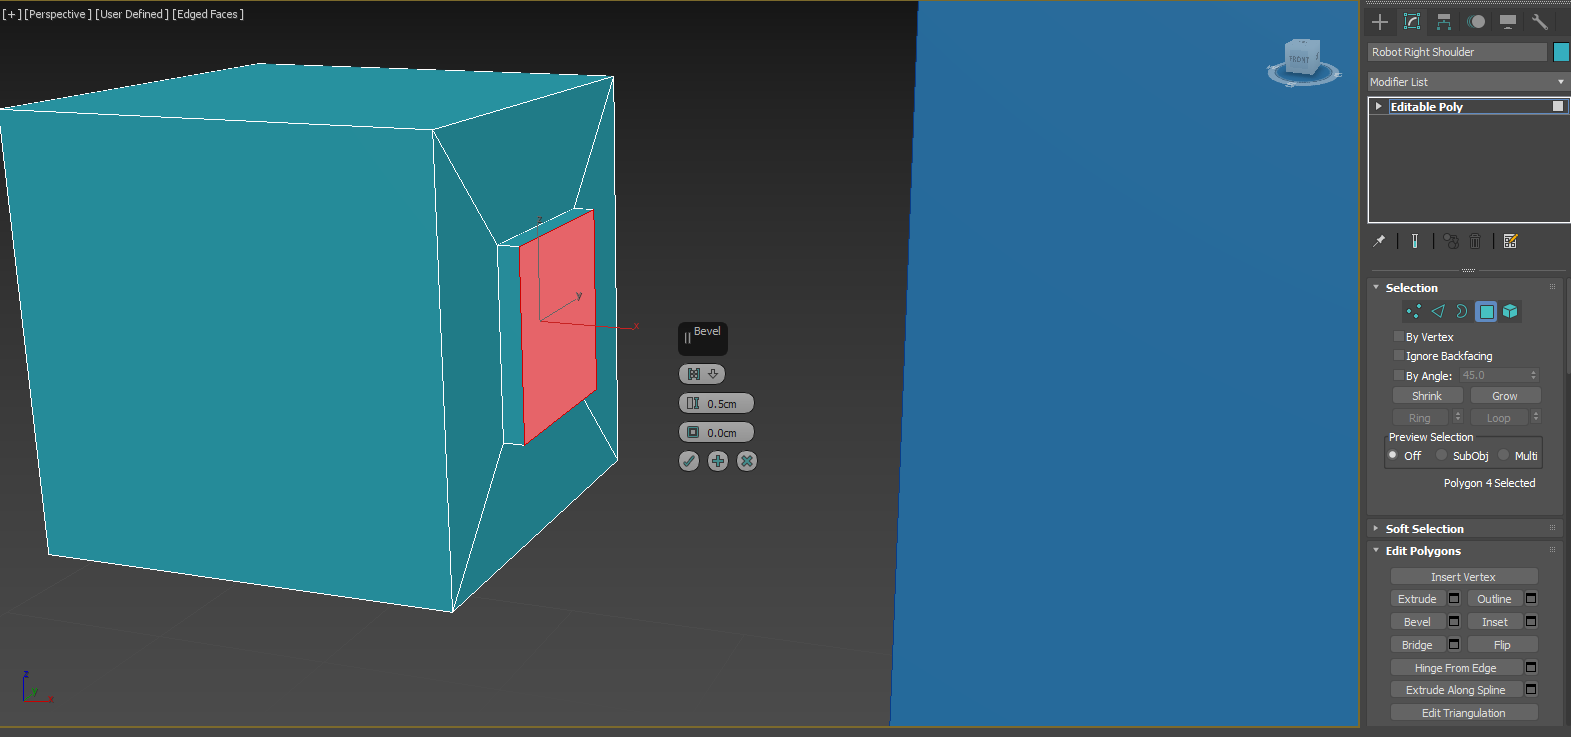 [+] [Perspective ] [User Defined ] [Edged Faces ]
FRONT
z
y
x
Bevel
0.5cm
0.0cm
z
y
x
Robot Right Shoulder
Modifier List
Editable Poly
Selection
By Vertex
Ignore Backfacing
By Angle: 45.0
Shrink Grow
Ring Loop
Preview Selection
Off SubObj Multi
Polygon 4 Selected
Soft Selection
Edit Polygons
Insert Vertex
Extrude Outline
Bevel Inset
Bridge Flip
Hinge From Edge
Extrude Along Spline
Edit Triangulation